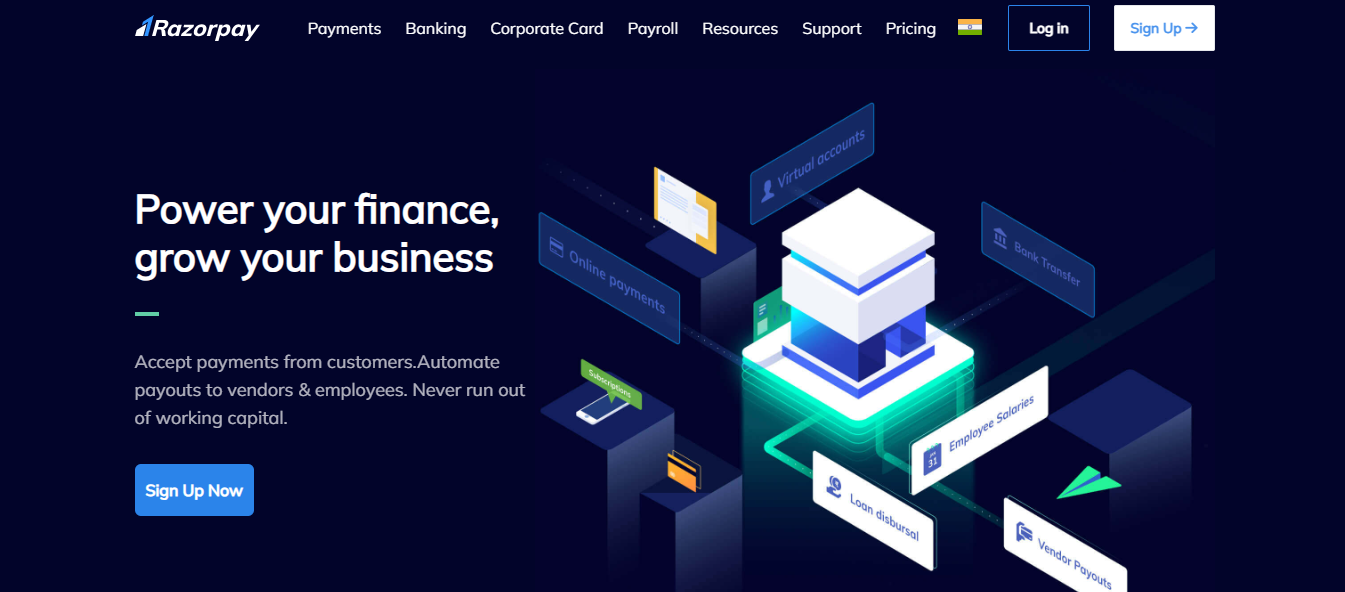 Razorpay
Payments
Banking
Corporate Card
Payroll
Resources
Support
Pricing
Log in
Sign Up →
Power your finance,
grow your business
Accept payments from customers.Automate
payouts to vendors & employees. Never run out
of working capital.
Sign Up Now
Virtual accounts
Online payments
Bank Transfer
Subscriptions
Employee Salaries
31
Loan disbursal
Vendor Payouts